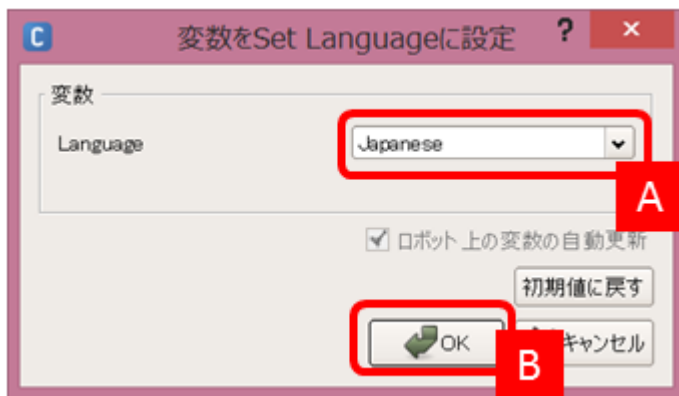 C 変数をSet Languageに設定 ? ×
変数
Language Japanese
A
ロボット上の変数の自動更新
初期値に戻す
OK キャンセル
B